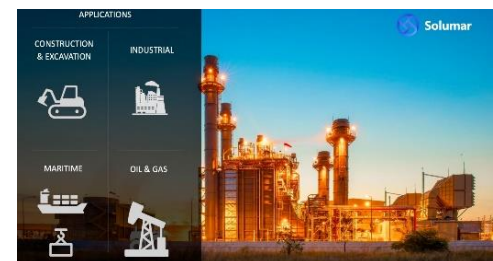 APPLICATIONS
Solumar
CONSTRUCTION
& EXCAVATION
INDUSTRIAL
MARITIME
OIL & GAS